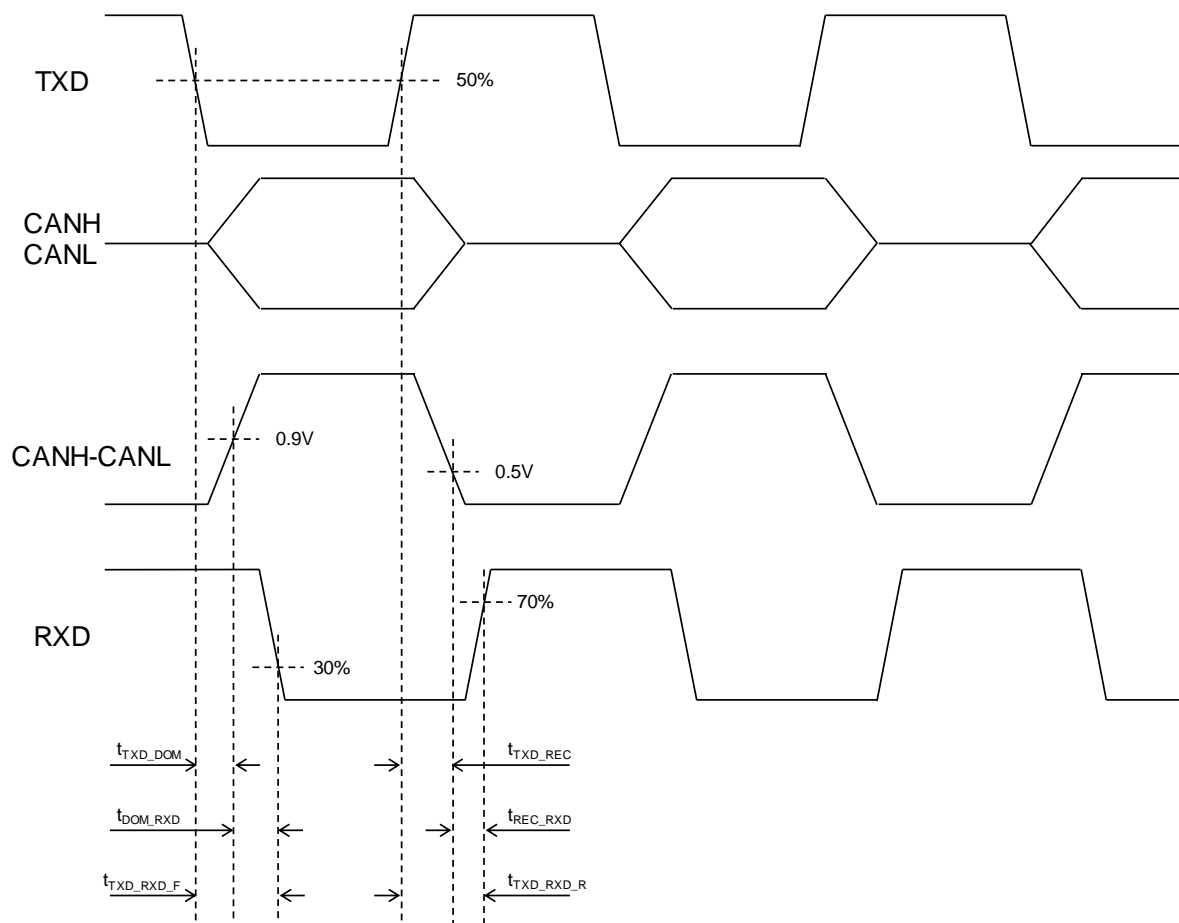 TXD
50%
CANH
CANL
0.9V
CANH-CANL
0.5V
70%
RXD
30%
tTXD_DOM
tTXD_REC
tDOM_RXD
tREC_RXD
tTXD_RXD_F
tTXD_RXD_R